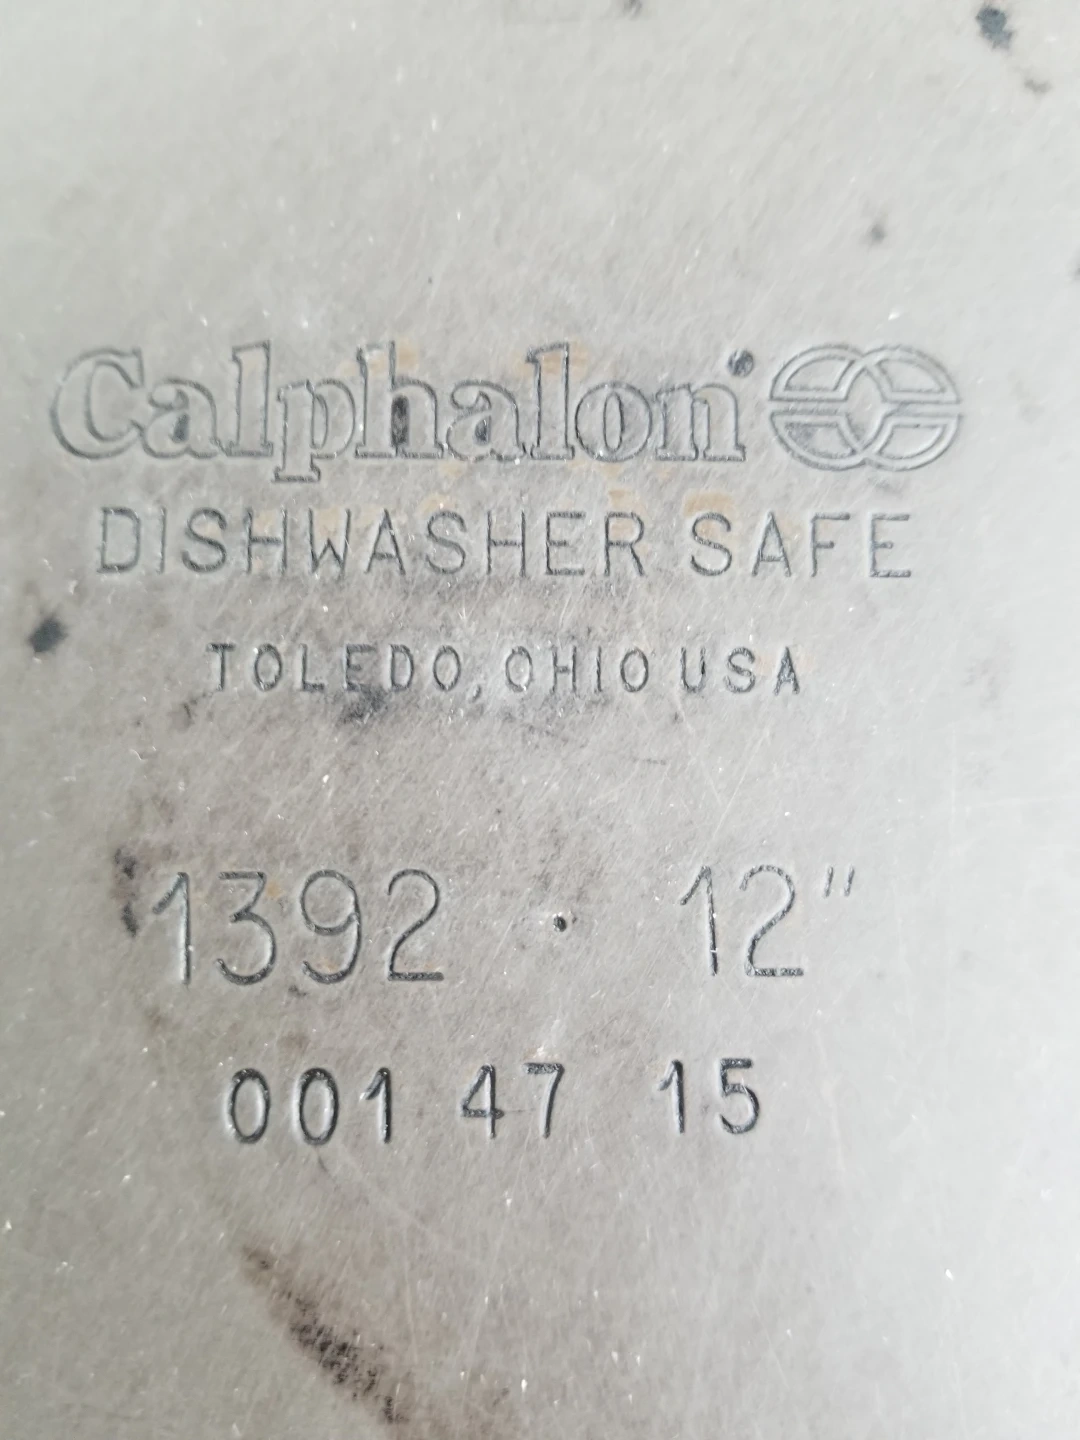 Calphalon
DISHWASHER SAFE
TOLEDO, OHIO USA
1392 · 12"
001 47 15